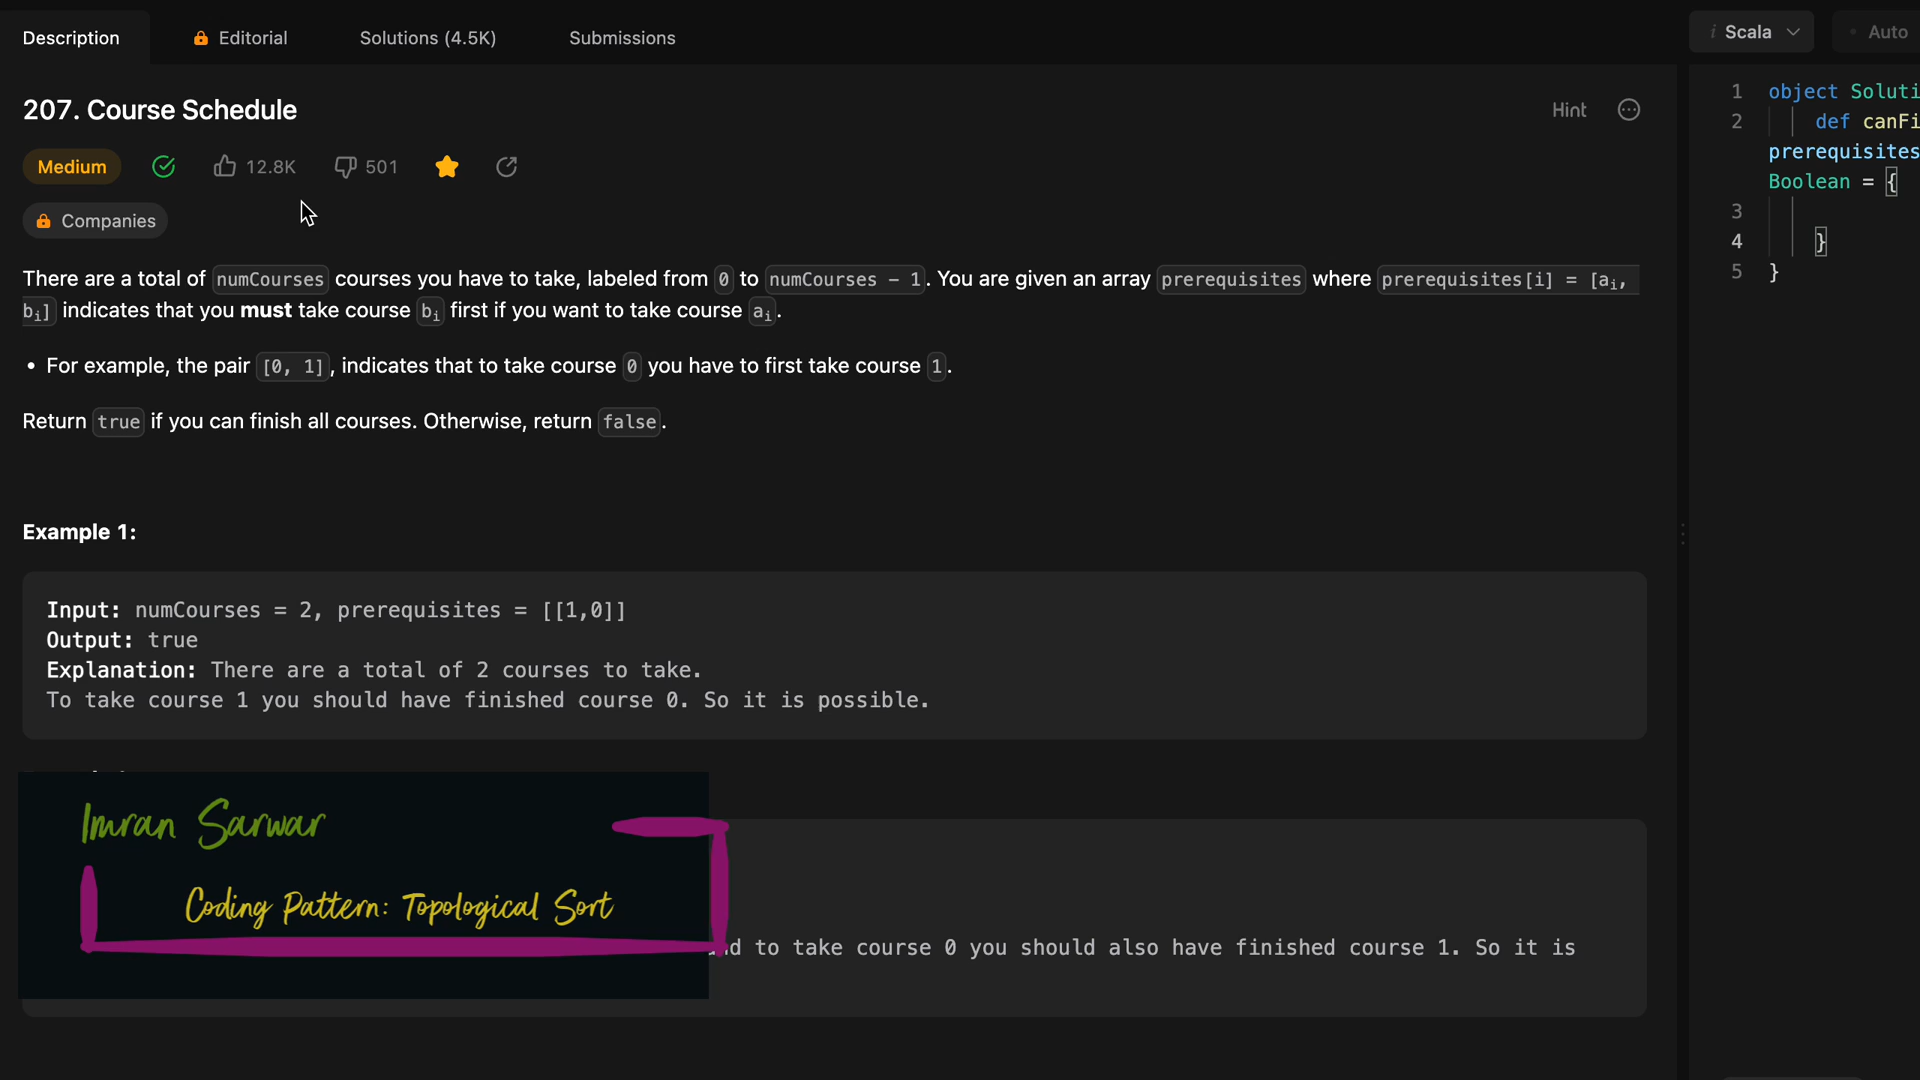 Description
Editorial
Solutions (4.5K)
Submissions
i Scala
Auto
207. Course Schedule
Hint
Medium
12.8K
501
Companies
There are a total of numCourses courses you have to take, labeled from 0 to numCourses - 1. You are given an array prerequisites where prerequisites[i] = [ai,
bi] indicates that you must take course bi first if you want to take course ai.
• For example, the pair [0, 1], indicates that to take course 0 you have to first take course 1.
Return true if you can finish all courses. Otherwise, return false.
Example 1:
Input: numCourses = 2, prerequisites = [[1,0]]
Output: true
Explanation: There are a total of 2 courses to take.
To take course 1 you should have finished course 0. So it is possible.
Imran Sarwar
Coding Pattern: Topological Sort
to take course 0 you should also have finished course 1. So it is
1 object Soluti
2 def canFi
prerequisites
Boolean = {
3
4 }
5 }